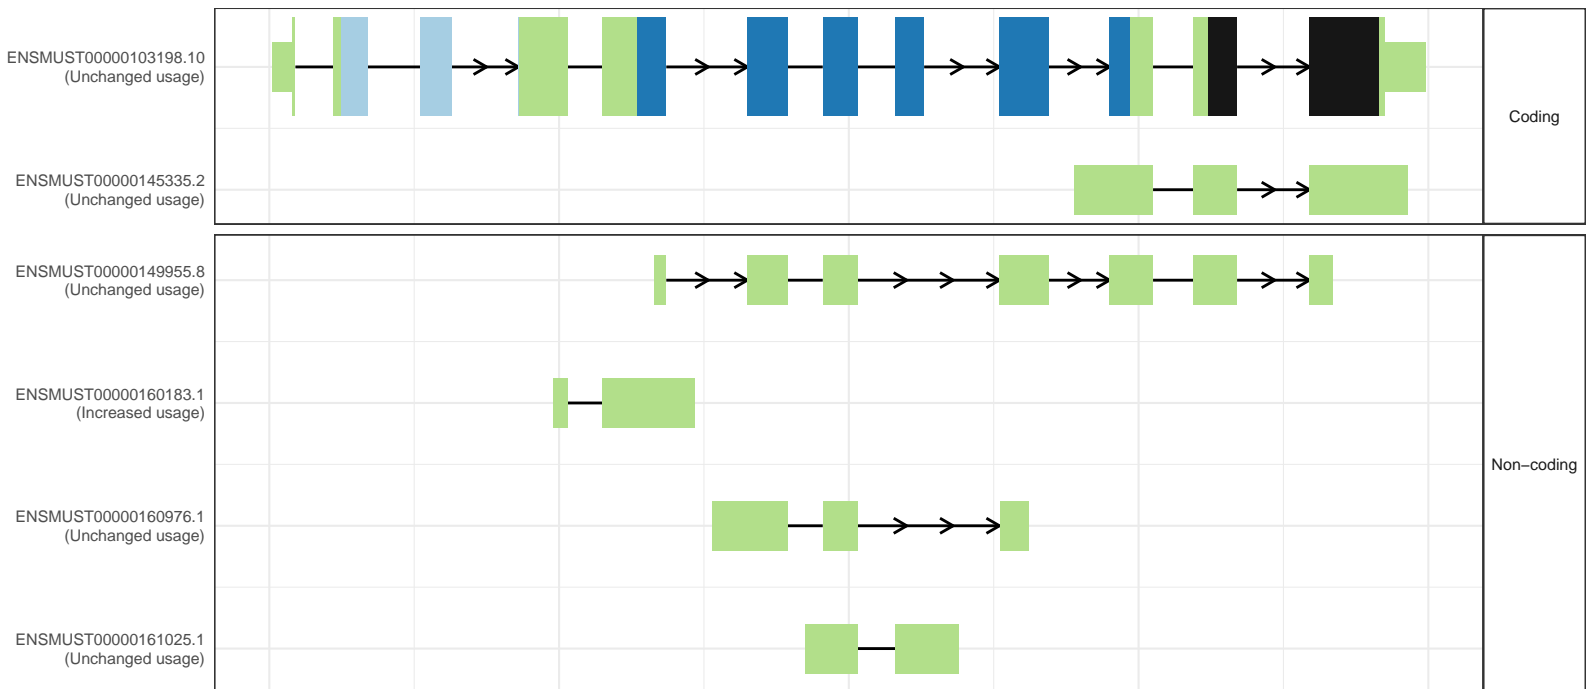 ENSMUST00000103198.10
(Unchanged usage)
ENSMUST00000145335.2
(Unchanged usage)
Coding
ENSMUST00000149955.8
(Unchanged usage)
ENSMUST00000160183.1
(Increased usage)
ENSMUST00000160976.1
(Unchanged usage)
ENSMUST00000161025.1
(Unchanged usage)
Non−coding